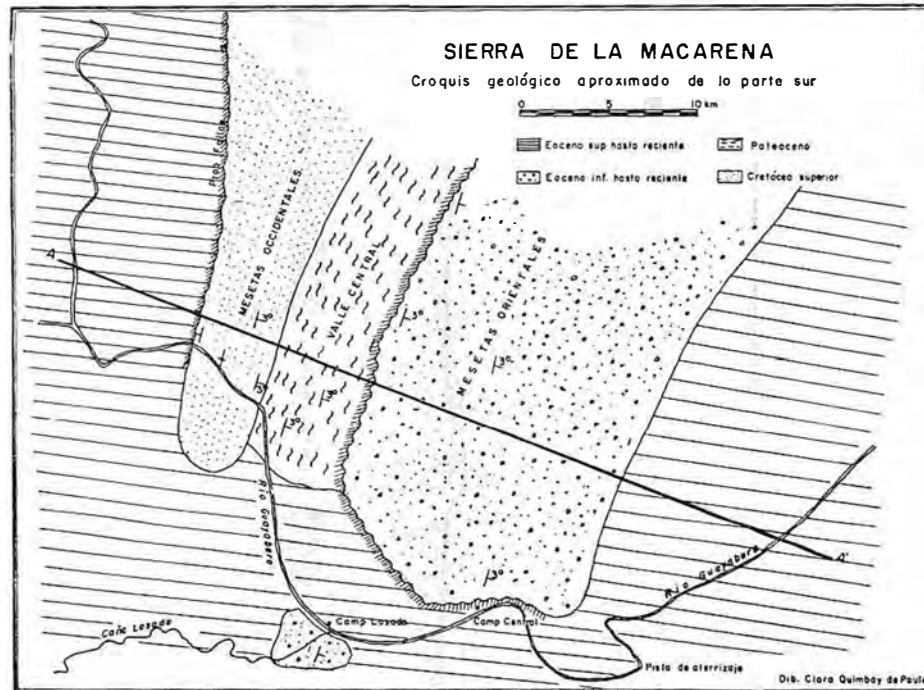 SIERRA DE LA MACARENA
Croquis geológico aproximado de la parte sur
0 5 10 km
Eoceno sup hasta reciente
Paleoceno
Eoceno inf. hasta reciente
Cretáceo superior
A
MESETAS OCCIDENTALES
VALLE CENTRAL
MESETAS ORIENTALES
A'
Río Guayabero
Río Guayabero
Caño Losada
Camp Losada
Camp Central
Pista de aterrizaje
Dib. Clara Quimbay de Paul